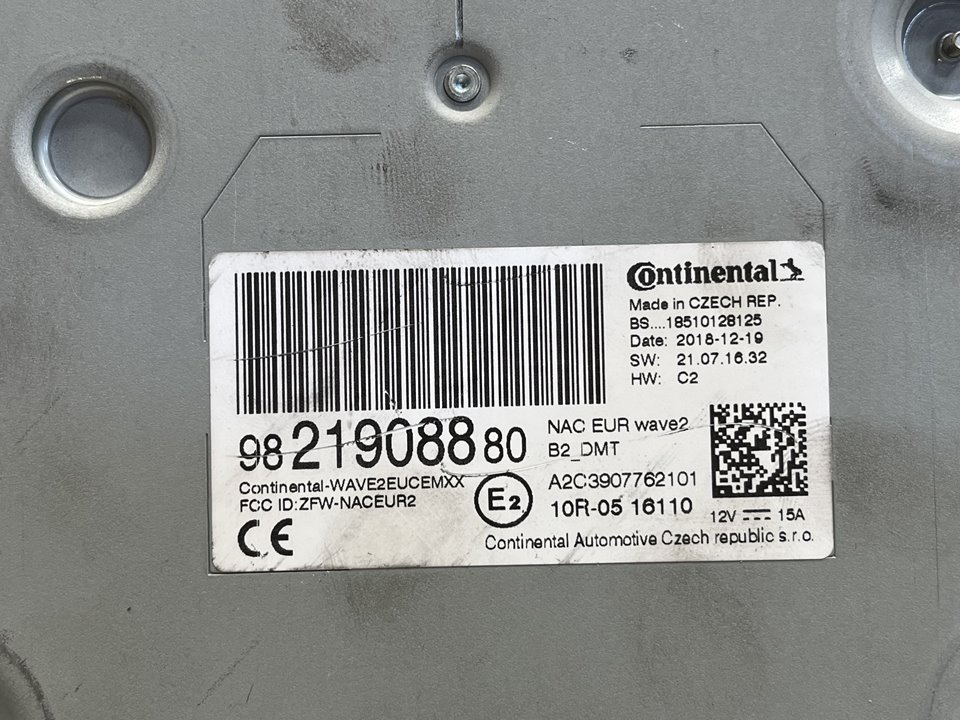 Continental
Made in CZECH REP.
BS....18510128125
Date: 2018-12-19
SW: 21.07.16.32
HW: C2
98 219088 80
NAC EUR wave2
B2_DMT
Continental-WAVE2EUCEMXX
FCC ID:ZFW-NACEUR2
CE
E2
A2C3907762101
10R-05 16110
12V 15A
Continental Automotive Czech republic s.r.o.